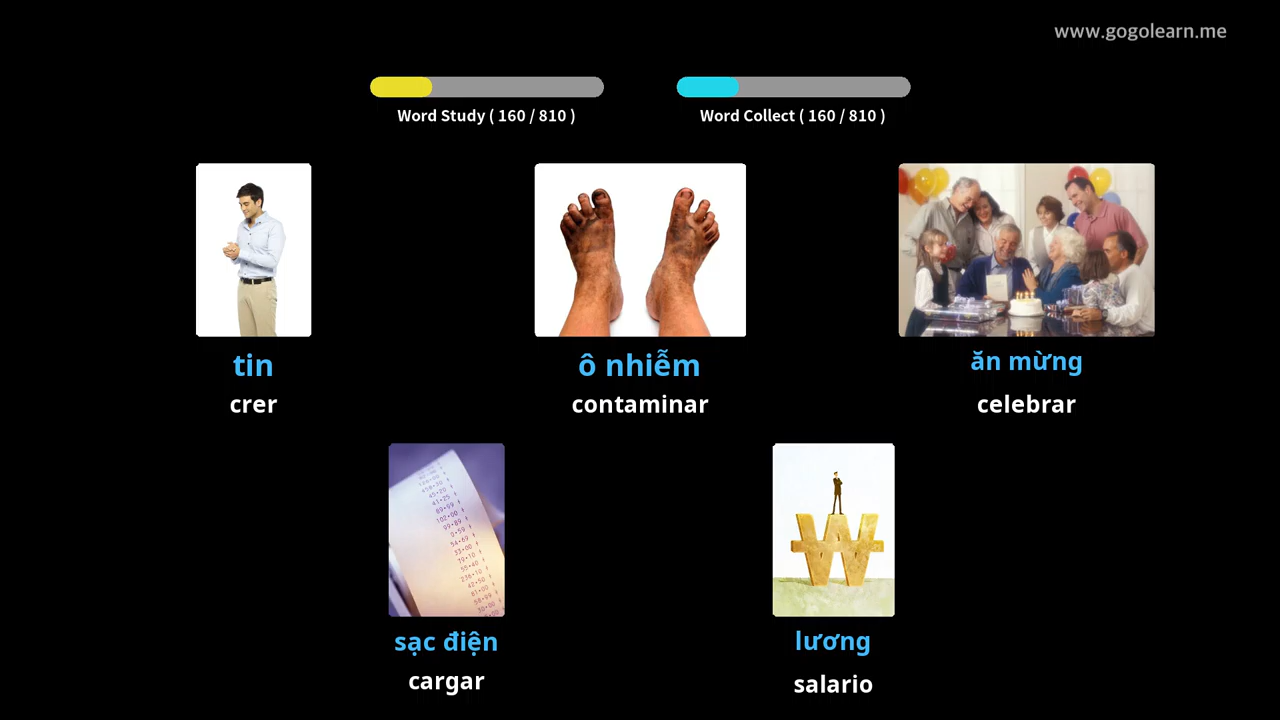 www.gogolearn.me
Word Study ( 160 / 810 )
Word Collect ( 160 / 810 )
tin
crer
ô nhiễm
contaminar
ăn mừng
celebrar
sạc điện
cargar
lương
salario